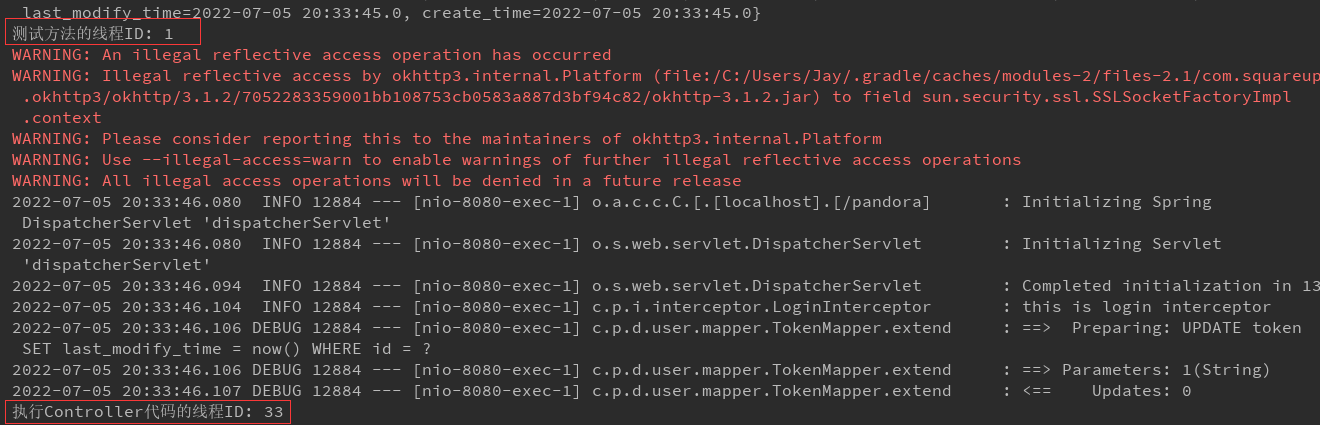 last_modify_time=2022-07-05 20:33:45.0, create_time=2022-07-05 20:33:45.0}
测试方法的线程ID: 1
WARNING: An illegal reflective access operation has occurred
WARNING: Illegal reflective access by okhttp3.internal.Platform (file:/C:/Users/Jay/.gradle/caches/modules-2/files-2.1/com.squareup
.okhttp3/okhttp/3.1.2/7052283359001bb108753cb0583a887d3bf94c82/okhttp-3.1.2.jar) to field sun.security.ssl.SSLSocketFactoryImpl
.context
WARNING: Please consider reporting this to the maintainers of okhttp3.internal.Platform
WARNING: Use --illegal-access=warn to enable warnings of further illegal reflective access operations
WARNING: All illegal access operations will be denied in a future release
2022-07-05 20:33:46.080  INFO 12884 --- [nio-8080-exec-1] o.a.c.c.C.[.[localhost].[/pandora]       : Initializing Spring
DispatcherServlet 'dispatcherServlet'
2022-07-05 20:33:46.080  INFO 12884 --- [nio-8080-exec-1] o.s.web.servlet.DispatcherServlet        : Initializing Servlet
'dispatcherServlet'
2022-07-05 20:33:46.094  INFO 12884 --- [nio-8080-exec-1] o.s.web.servlet.DispatcherServlet        : Completed initialization in 13
2022-07-05 20:33:46.104  INFO 12884 --- [nio-8080-exec-1] c.p.i.interceptor.LoginInterceptor       : this is login interceptor
2022-07-05 20:33:46.106 DEBUG 12884 --- [nio-8080-exec-1] c.p.d.user.mapper.TokenMapper.extend     : ==>  Preparing: UPDATE token
SET last_modify_time = now() WHERE id = ?
2022-07-05 20:33:46.106 DEBUG 12884 --- [nio-8080-exec-1] c.p.d.user.mapper.TokenMapper.extend     : ==> Parameters: 1(String)
2022-07-05 20:33:46.107 DEBUG 12884 --- [nio-8080-exec-1] c.p.d.user.mapper.TokenMapper.extend     : <==    Updates: 0
执行Controller代码的线程ID: 33